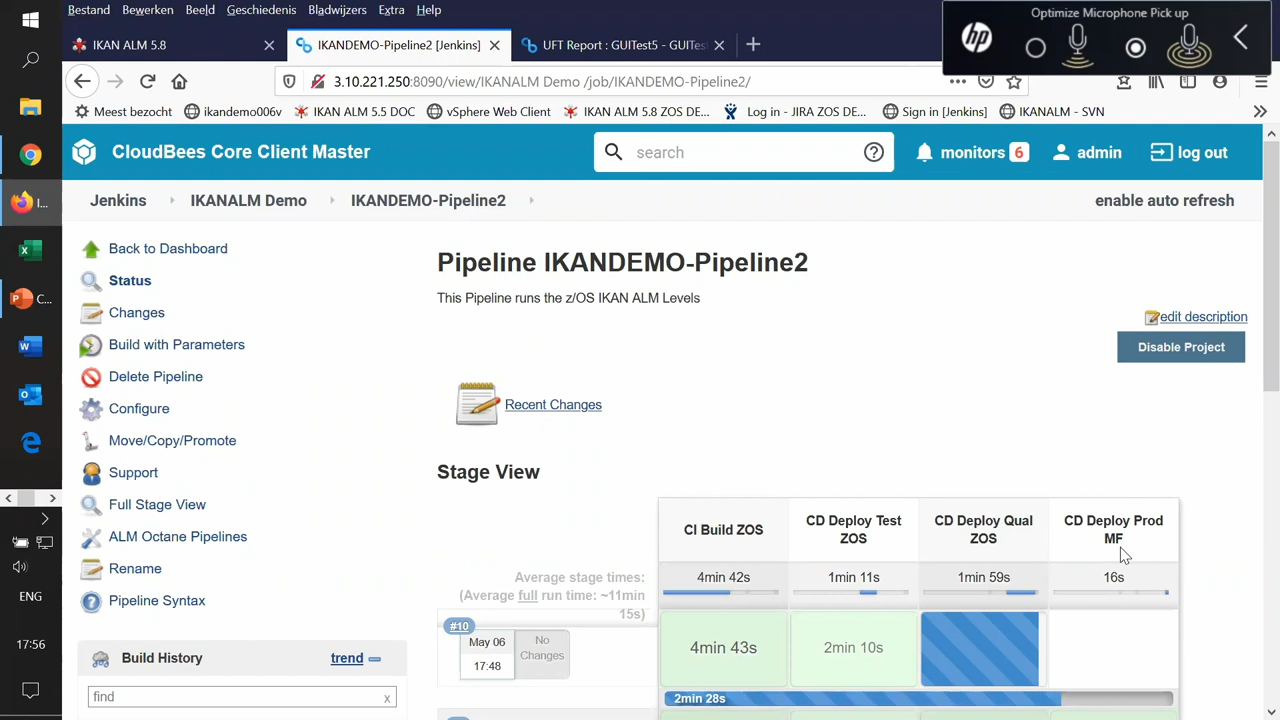 Bestand Bewerken Beeld Geschiedenis Bladwijzers Extra Help
Optimize Microphone Pick up
IKAN ALM 5.8
IKANDEMO-Pipeline2 [Jenkins]
UFT Report : GUITest5 - GUITes
3.10.221.250:8090/view/IKANALM Demo /job/IKANDEMO-Pipeline2/
Meest bezocht ikandemo006v IKAN ALM 5.5 DOC vSphere Web Client IKAN ALM 5.8 ZOS DE... Log in - JIRA ZOS DE... Sign in [Jenkins] IKANALM - SVN
CloudBees Core Client Master
search
monitors 6
admin
log out
Jenkins IKANALM Demo IKANDEMO-Pipeline2
enable auto refresh
Back to Dashboard
Status
Changes
Build with Parameters
Delete Pipeline
Configure
Move/Copy/Promote
Support
Full Stage View
ALM Octane Pipelines
Rename
Pipeline Syntax
Build History
trend
find x
Pipeline IKANDEMO-Pipeline2
This Pipeline runs the z/OS IKAN ALM Levels
edit description
Disable Project
Recent Changes
Stage View
CI Build ZOS
CD Deploy Test
ZOS
CD Deploy Qual
ZOS
CD Deploy Prod
MF
Average stage times:
(Average full run time: ~11min
15s)
4min 42s 1min 11s 1min 59s 16s
#10
May 06
17:48
No
Changes
4min 43s 2min 10s
2min 28s
I...
C...
ENG
17:56
hp